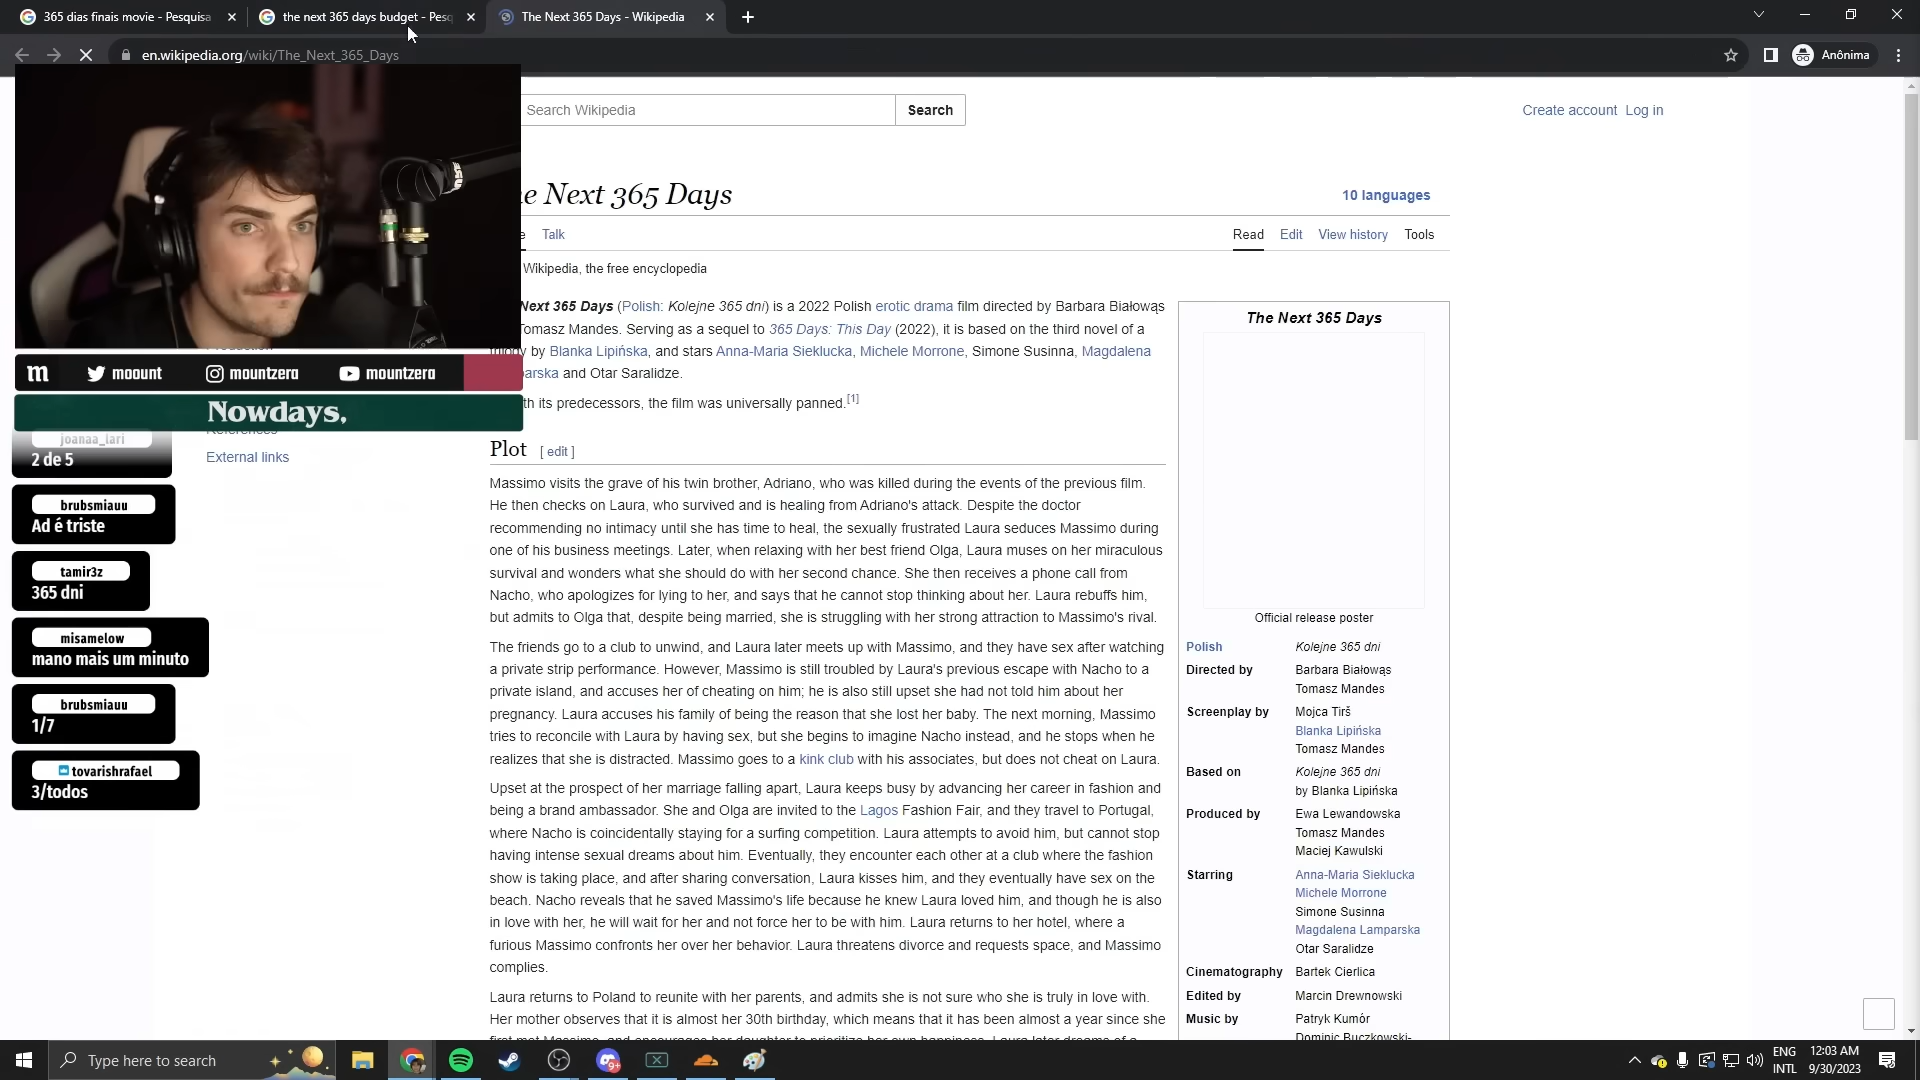 365 dias finais movie - Pesquisa
the next 365 days budget - Pesq
The Next 365 Days - Wikipedia
en.wikipedia.org/wiki/The_Next_365_Days
Anônima
Search Wikipedia
Search
Create account Log in
e Next 365 Days
10 languages
e Talk
Read Edit View history Tools
Wikipedia, the free encyclopedia
Next 365 Days (Polish: Kolejne 365 dni) is a 2022 Polish erotic drama film directed by Barbara Białowąs
Tomasz Mandes. Serving as a sequel to 365 Days: This Day (2022), it is based on the third novel of a
trilogy by Blanka Lipińska, and stars Anna-Maria Sieklucka, Michele Morrone, Simone Susinna, Magdalena
parska and Otar Saralidze.
th its predecessors, the film was universally panned.[1]
m moount mountzera mountzera
Nowdays,
References
External links
joanaa_lari
2 de 5
brubsmiauu
Ad é triste
tamir3z
365 dni
misamelow
mano mais um minuto
brubsmiauu
1/7
tovarishrafael
3/todos
Plot [ edit ]
Massimo visits the grave of his twin brother, Adriano, who was killed during the events of the previous film.
He then checks on Laura, who survived and is healing from Adriano's attack. Despite the doctor
recommending no intimacy until she has time to heal, the sexually frustrated Laura seduces Massimo during
one of his business meetings. Later, when relaxing with her best friend Olga, Laura muses on her miraculous
survival and wonders what she should do with her second chance. She then receives a phone call from
Nacho, who apologizes for lying to her, and says that he cannot stop thinking about her. Laura rebuffs him,
but admits to Olga that, despite being married, she is struggling with her strong attraction to Massimo's rival.
The friends go to a club to unwind, and Laura later meets up with Massimo, and they have sex after watching
a private strip performance. However, Massimo is still troubled by Laura's previous escape with Nacho to a
private island, and accuses her of cheating on him; he is also still upset she had not told him about her
pregnancy. Laura accuses his family of being the reason that she lost her baby. The next morning, Massimo
tries to reconcile with Laura by having sex, but she begins to imagine Nacho instead, and he stops when he
realizes that she is distracted. Massimo goes to a kink club with his associates, but does not cheat on Laura.
Upset at the prospect of her marriage falling apart, Laura keeps busy by advancing her career in fashion and
being a brand ambassador. She and Olga are invited to the Lagos Fashion Fair, and they travel to Portugal,
where Nacho is coincidentally staying for a surfing competition. Laura attempts to avoid him, but cannot stop
having intense sexual dreams about him. Eventually, they encounter each other at a club where the fashion
show is taking place, and after sharing conversation, Laura kisses him, and they eventually have sex on the
beach. Nacho reveals that he saved Massimo's life because he knew Laura loved him, and though he is also
in love with her, he will wait for her and not force her to be with him. Laura returns to her hotel, where a
furious Massimo confronts her over her behavior. Laura threatens divorce and requests space, and Massimo
complies.
Laura returns to Poland to reunite with her parents, and admits she is not sure who she is truly in love with.
Her mother observes that it is almost her 30th birthday, which means that it has been almost a year since she
The Next 365 Days
Official release poster
Polish Kolejne 365 dni
Directed by Barbara Białowąs
Tomasz Mandes
Screenplay by Mojca Tirš
Blanka Lipińska
Tomasz Mandes
Based on Kolejne 365 dni
by Blanka Lipińska
Produced by Ewa Lewandowska
Tomasz Mandes
Maciej Kawulski
Starring Anna-Maria Sieklucka
Michele Morrone
Simone Susinna
Magdalena Lamparska
Otar Saralidze
Cinematography Bartek Cierlica
Edited by Marcin Drewnowski
Music by Patryk Kumór
Dominic Buczkowski-
Type here to search
9+
ENG
INTL
12:03 AM
9/30/2023